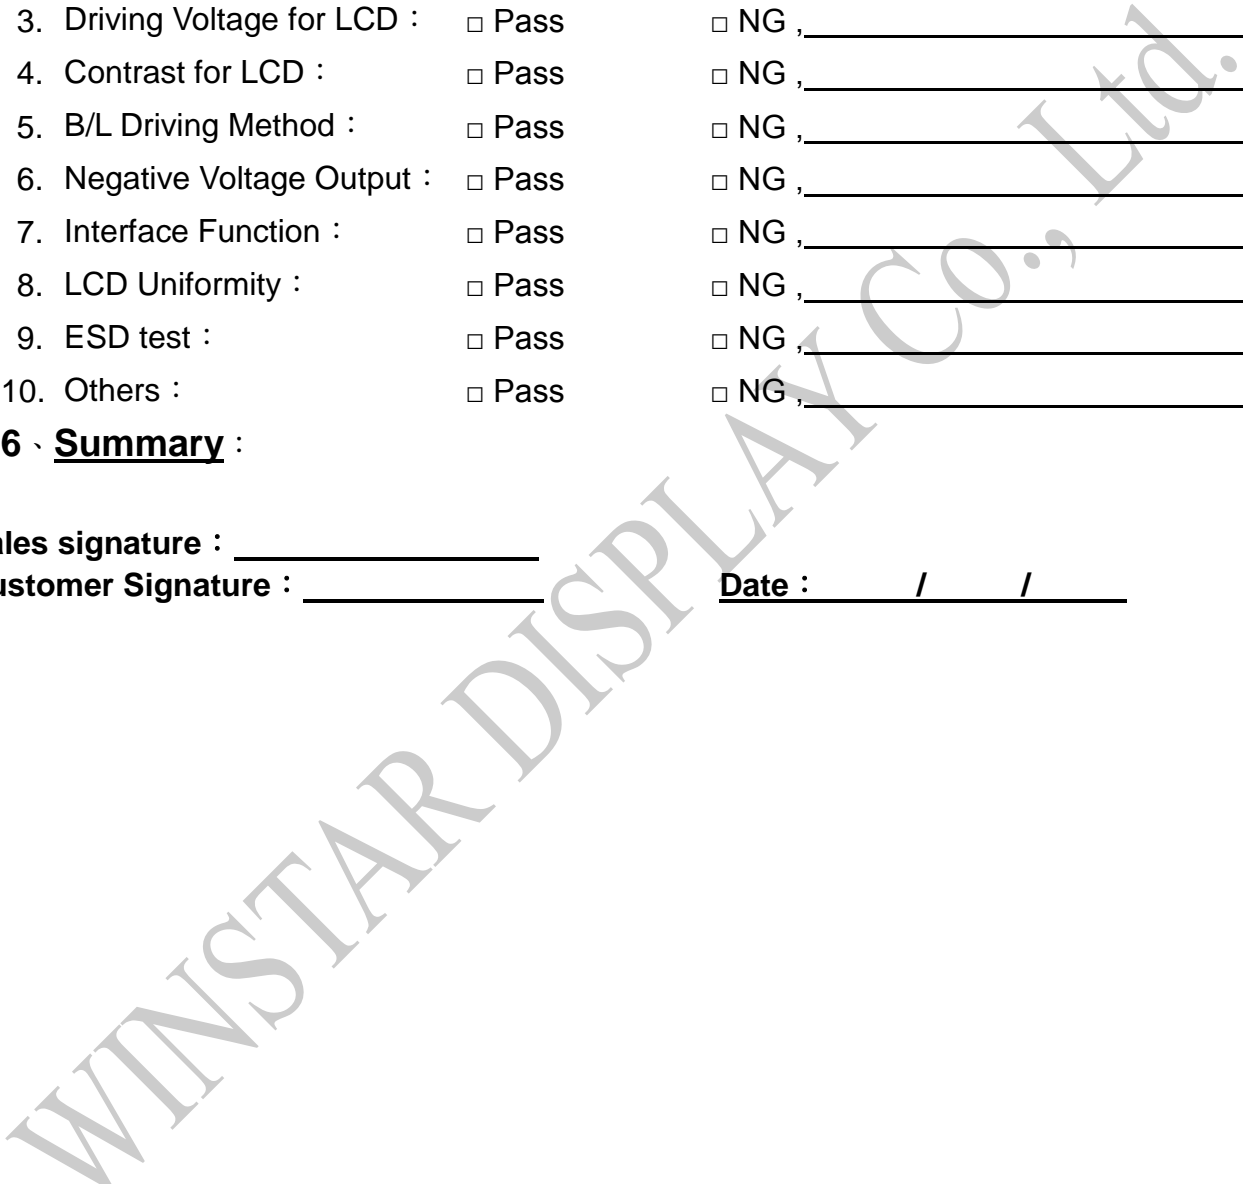 3. Driving Voltage for LCD： □ Pass □ NG ,
4. Contrast for LCD： □ Pass □ NG ,
5. B/L Driving Method： □ Pass □ NG ,
6. Negative Voltage Output： □ Pass □ NG ,
7. Interface Function： □ Pass □ NG ,
8. LCD Uniformity： □ Pass □ NG ,
9. ESD test： □ Pass □ NG ,
10. Others： □ Pass □ NG ,
6、Summary：
ales signature：
ustomer Signature： Date： / /
WINSTAR DISPLAY Co., Ltd.